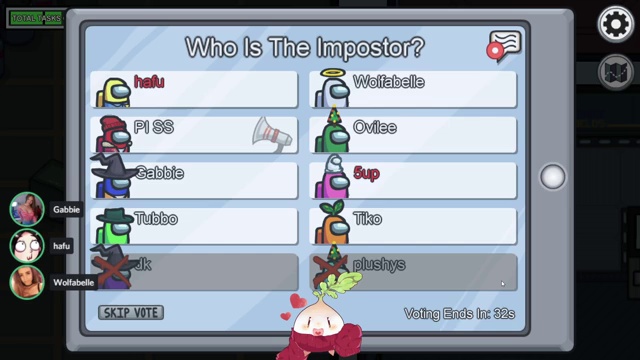 TOTAL TASKS
Who Is The Impostor?
hafu
Wolfabelle
PI SS
Ovilee
Gabbie
5up
Tubbo
Tiko
jk
plushys
Gabbie
hafu
Wolfabelle
SKIP VOTE
Voting Ends In: 32s